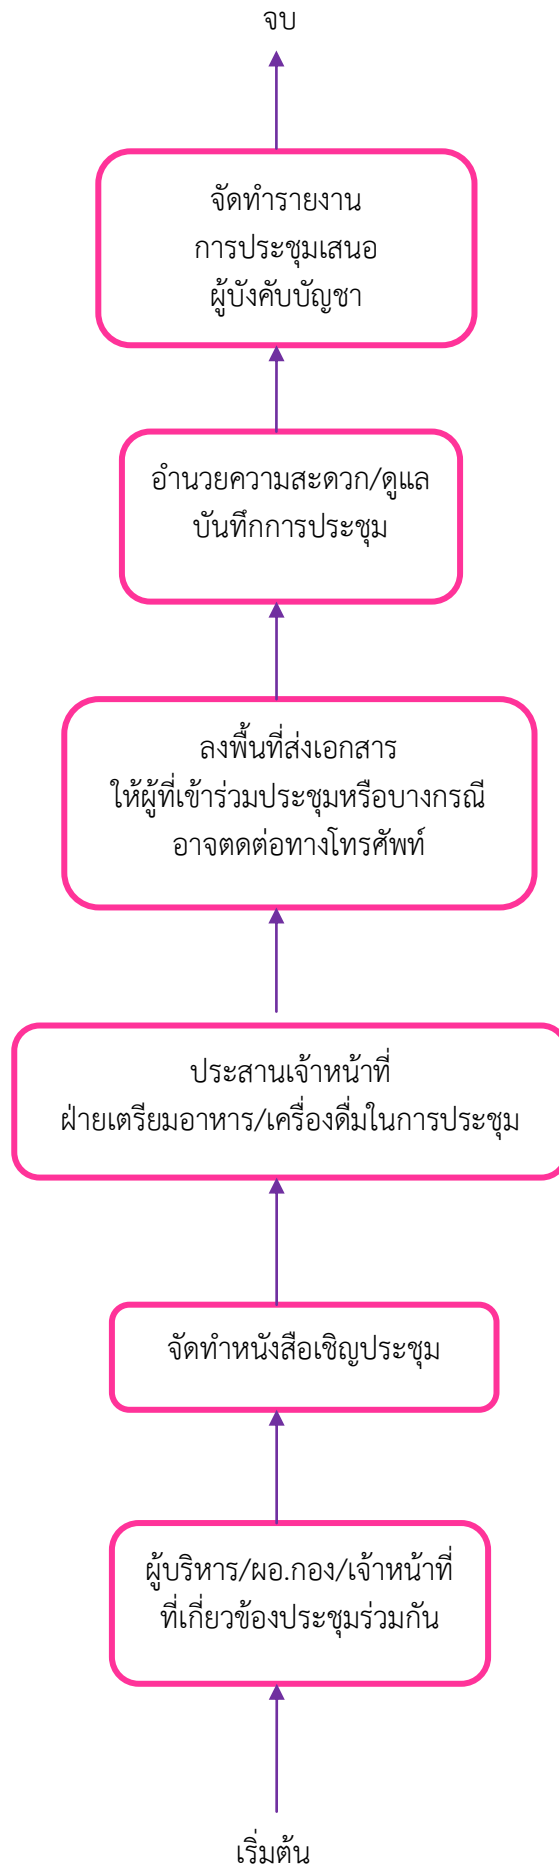 จบ
จัดทำรายงาน
การประชุมเสนอ
ผู้บังคับบัญชา
อำนวยความสะดวก/ดูแล
บันทึกการประชุม
ลงพื้นที่ส่งเอกสาร
ให้ผู้ที่เข้าร่วมประชุมหรือบางกรณี
อาจตดต่อทางโทรศัพท์
ประสานเจ้าหน้าที่
ฝ่ายเตรียมอาหาร/เครื่องดื่มในการประชุม
จัดทำหนังสือเชิญประชุม
ผู้บริหาร/ผอ.กอง/เจ้าหน้าที่
ที่เกี่ยวข้องประชุมร่วมกัน
เริ่มต้น